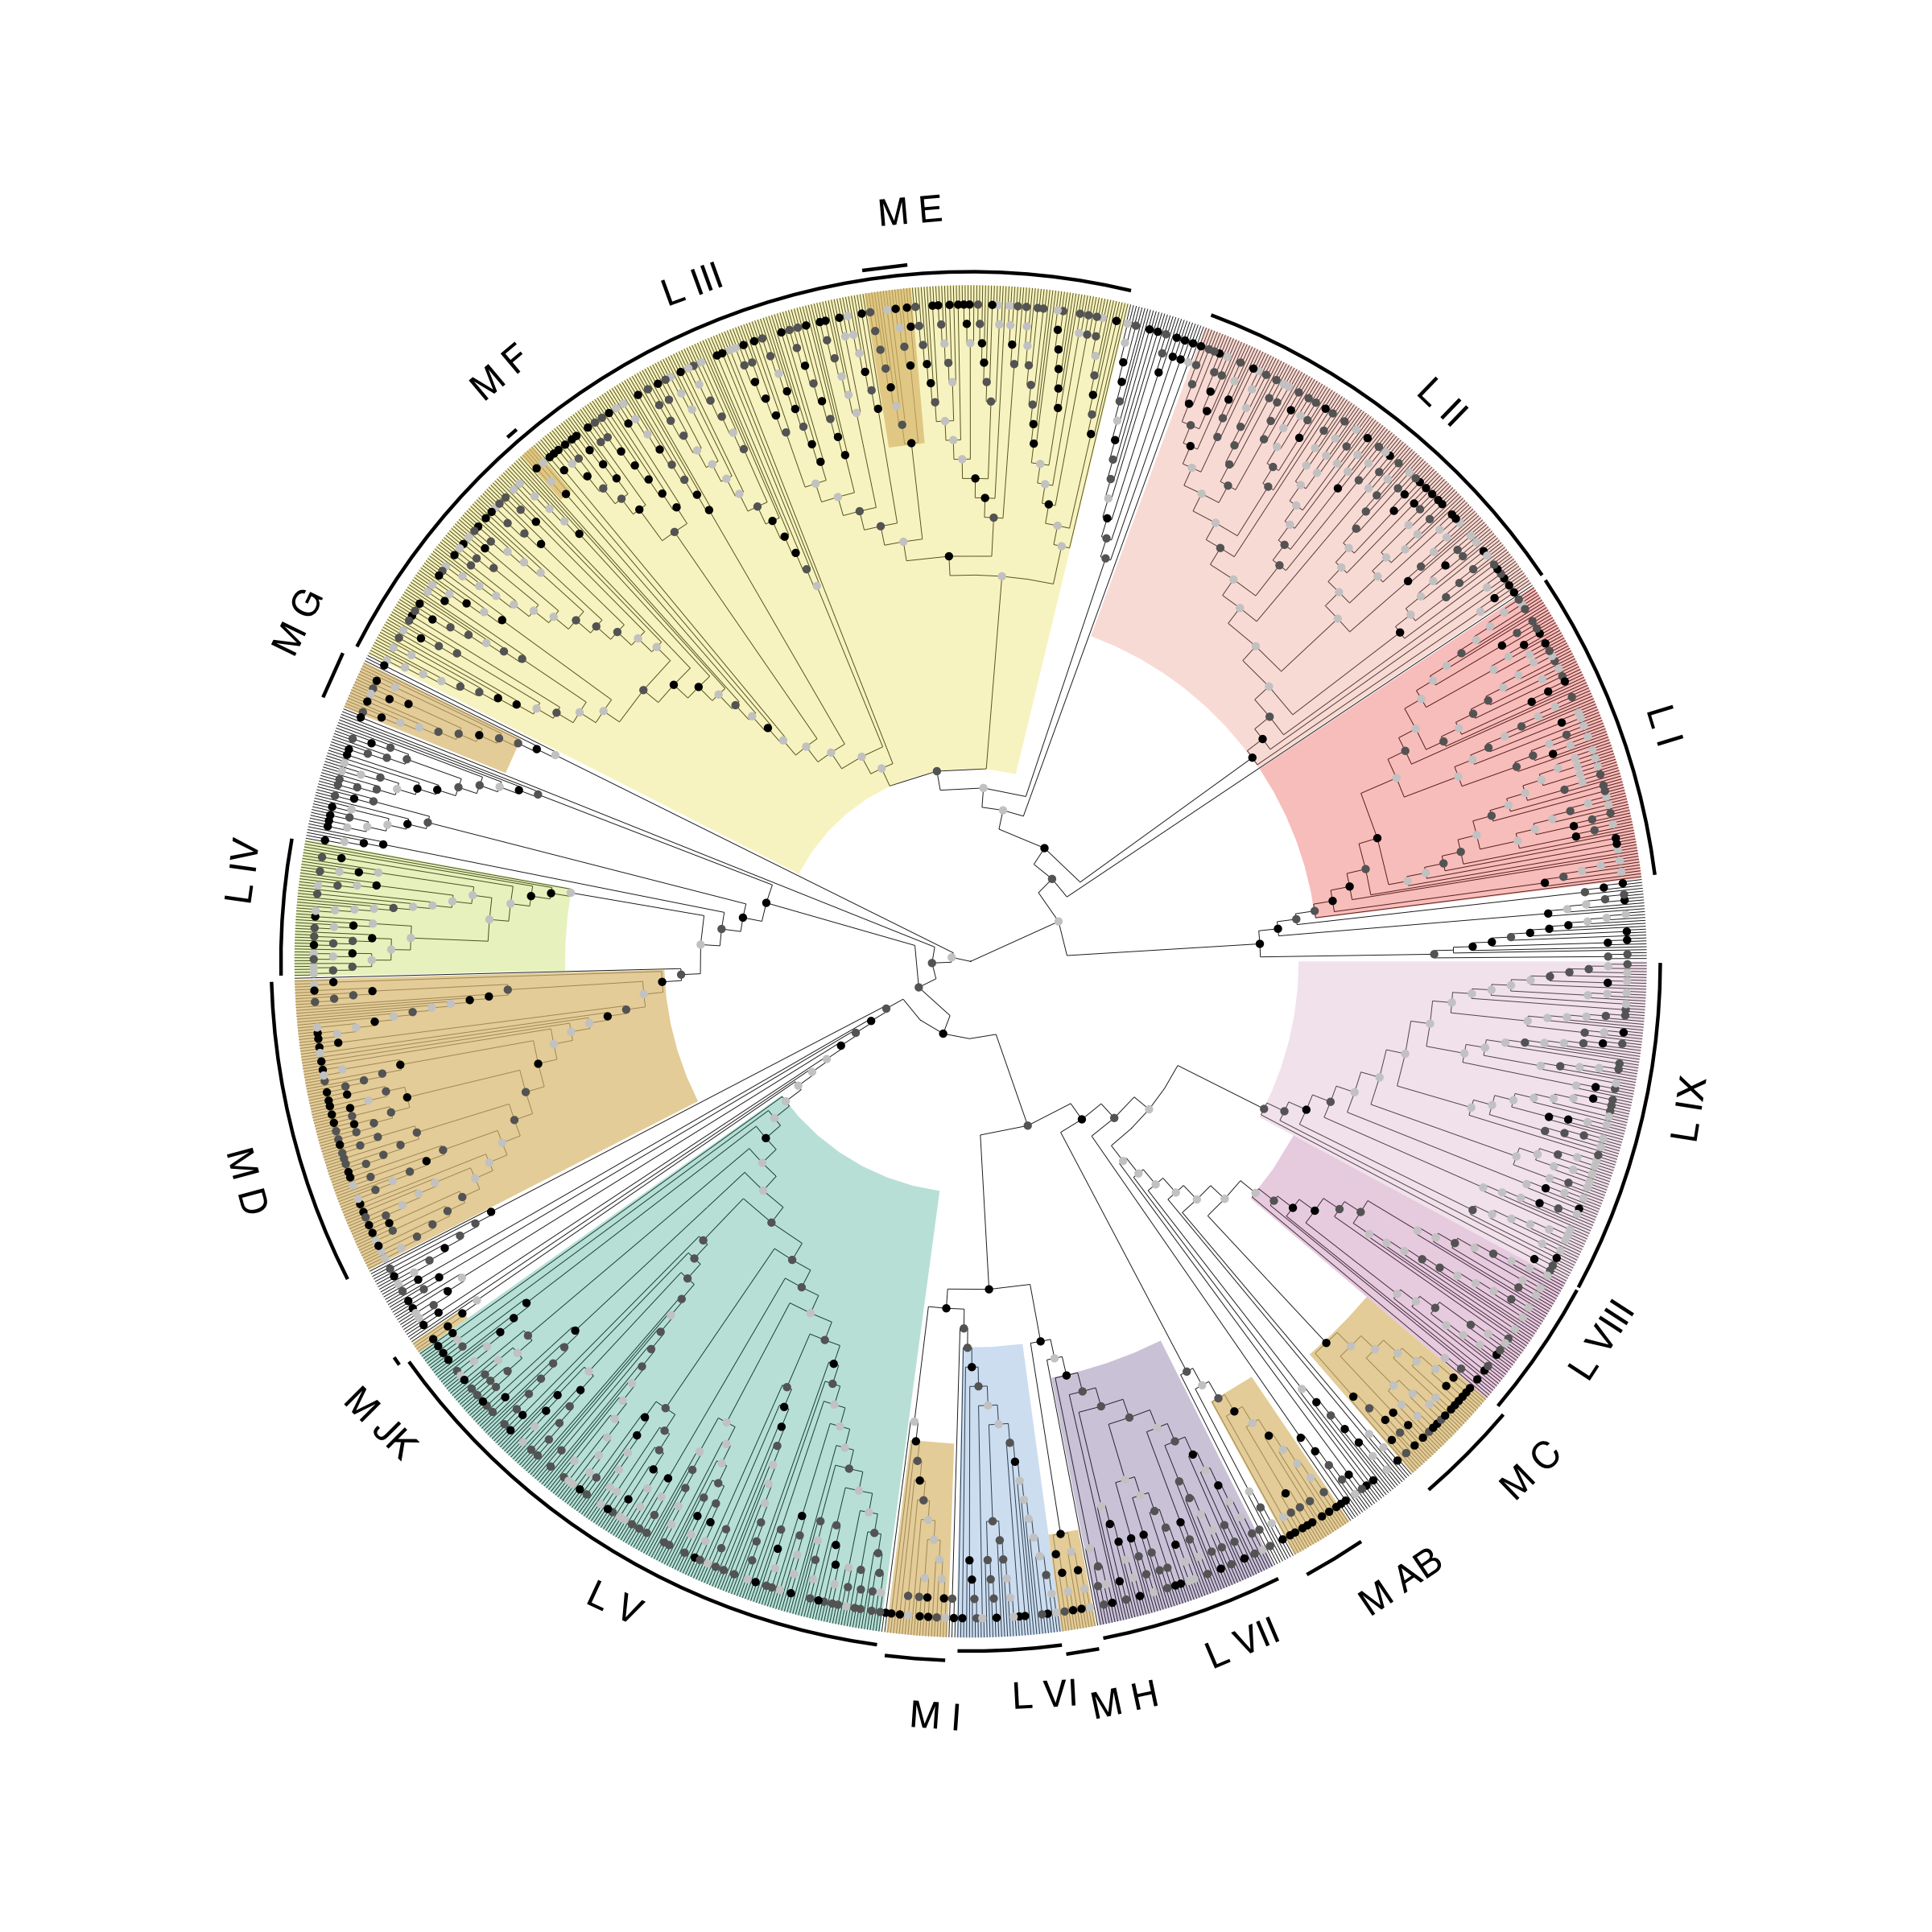 M E
L III
L II
M F
M G
L I
L IV
L IX
M D
L VIII
M JK
M C
M AB
L V
L VII
L VI
M H
M I